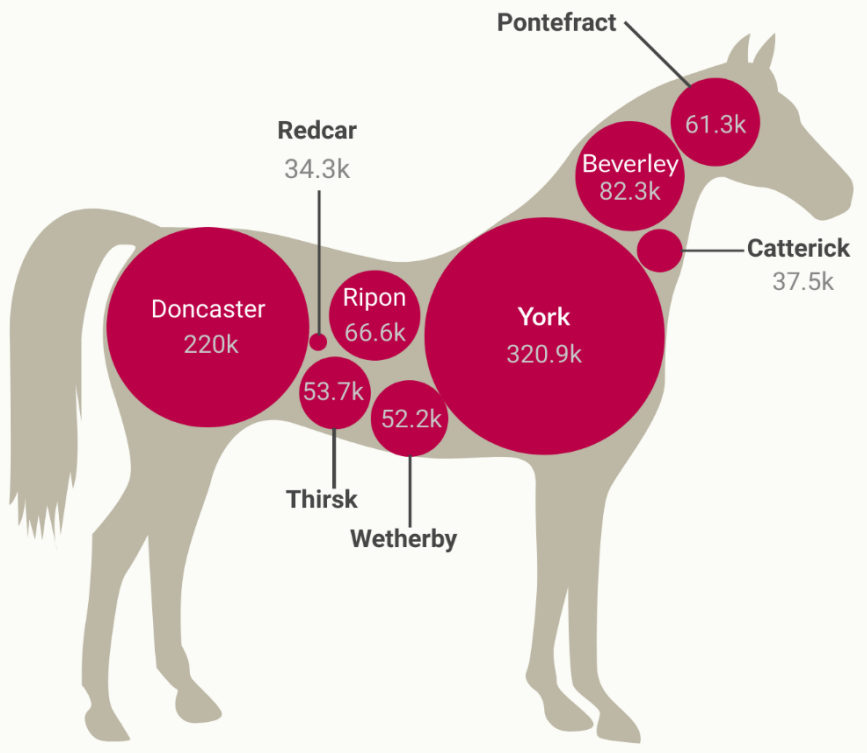 Pontefract
61.3k
Redcar
34.3k
Beverley
82.3k
Catterick
37.5k
Doncaster
220k
Ripon
66.6k
York
320.9k
53.7k
Thirsk
52.2k
Wetherby